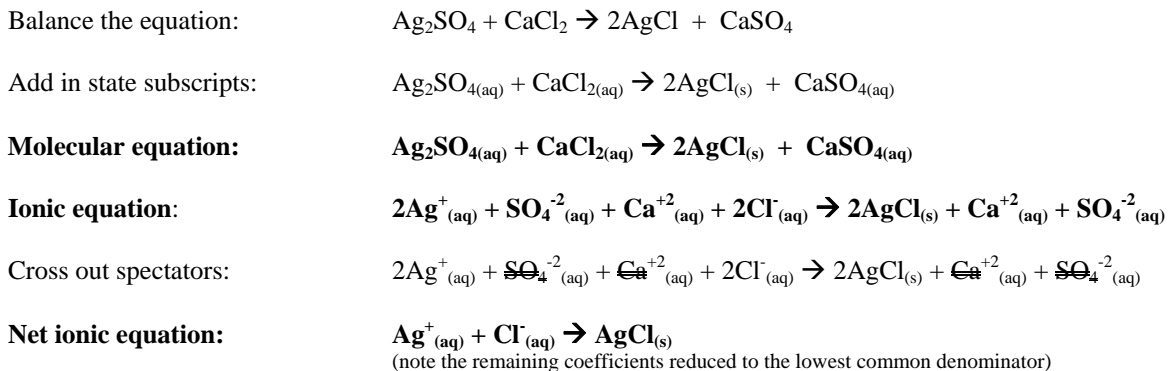 Balance the equation: Ag₂SO₄ + CaCl₂ → 2AgCl + CaSO₄
Add in state subscripts: Ag₂SO₄₍aq₎ + CaCl₂₍aq₎ → 2AgCl₍s₎ + CaSO₄₍aq₎
Molecular equation: Ag₂SO₄₍aq₎ + CaCl₂₍aq₎ → 2AgCl₍s₎ + CaSO₄₍aq₎
Ionic equation: 2Ag⁺₍aq₎ + SO₄⁻²₍aq₎ + Ca⁺²₍aq₎ + 2Cl⁻₍aq₎ → 2AgCl₍s₎ + Ca⁺²₍aq₎ + SO₄⁻²₍aq₎
Cross out spectators: 2Ag⁺₍aq₎ + SO₄⁻²₍aq₎ + Ca⁺²₍aq₎ + 2Cl⁻₍aq₎ → 2AgCl₍s₎ + Ca⁺²₍aq₎ + SO₄⁻²₍aq₎
Net ionic equation: Ag⁺₍aq₎ + Cl⁻₍aq₎ → AgCl₍s₎
(note the remaining coefficients reduced to the lowest common denominator)